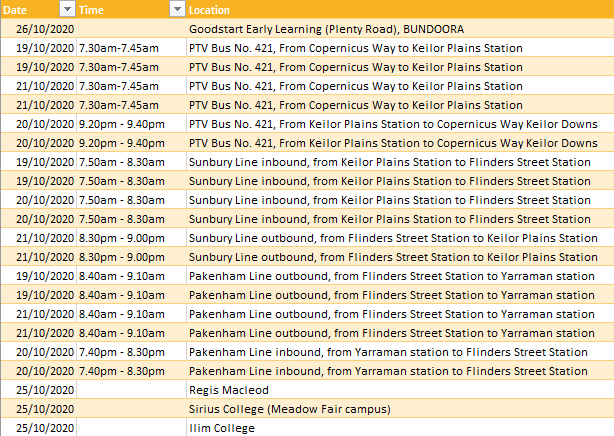 Date Time Location
26/10/2020 Goodstart Early Learning (Plenty Road), BUNDOORA
19/10/2020 7.30am-7.45am PTV Bus No. 421, From Copernicus Way to Keilor Plains Station
19/10/2020 7.30am-7.45am PTV Bus No. 421, From Copernicus Way to Keilor Plains Station
21/10/2020 7.30am-7.45am PTV Bus No. 421, From Copernicus Way to Keilor Plains Station
21/10/2020 7.30am-7.45am PTV Bus No. 421, From Copernicus Way to Keilor Plains Station
20/10/2020 9.20pm - 9.40pm PTV Bus No. 421, From Keilor Plains Station to Copernicus Way Keilor Downs
20/10/2020 9.20pm - 9.40pm PTV Bus No. 421, From Keilor Plains Station to Copernicus Way Keilor Downs
19/10/2020 7.50am - 8.30am Sunbury Line inbound, from Keilor Plains Station to Flinders Street Station
19/10/2020 7.50am - 8.30am Sunbury Line inbound, from Keilor Plains Station to Flinders Street Station
20/10/2020 7.50am - 8.30am Sunbury Line inbound, from Keilor Plains Station to Flinders Street Station
20/10/2020 7.50am - 8.30am Sunbury Line inbound, from Keilor Plains Station to Flinders Street Station
21/10/2020 8.30pm - 9.00pm Sunbury Line outbound, from Flinders Street Station to Keilor Plains Station
21/10/2020 8.30pm - 9.00pm Sunbury Line outbound, from Flinders Street Station to Keilor Plains Station
19/10/2020 8.40am - 9.10am Pakenham Line outbound, from Flinders Street Station to Yarraman station
19/10/2020 8.40am - 9.10am Pakenham Line outbound, from Flinders Street Station to Yarraman station
21/10/2020 8.40am - 9.10am Pakenham Line outbound, from Flinders Street Station to Yarraman station
21/10/2020 8.40am - 9.10am Pakenham Line outbound, from Flinders Street Station to Yarraman station
20/10/2020 7.40pm - 8.30pm Pakenham Line inbound, from Yarraman station to Flinders Street Station
20/10/2020 7.40pm - 8.30pm Pakenham Line inbound, from Yarraman station to Flinders Street Station
25/10/2020 Regis Macleod
25/10/2020 Sirius College (Meadow Fair campus)
25/10/2020 Ilim College